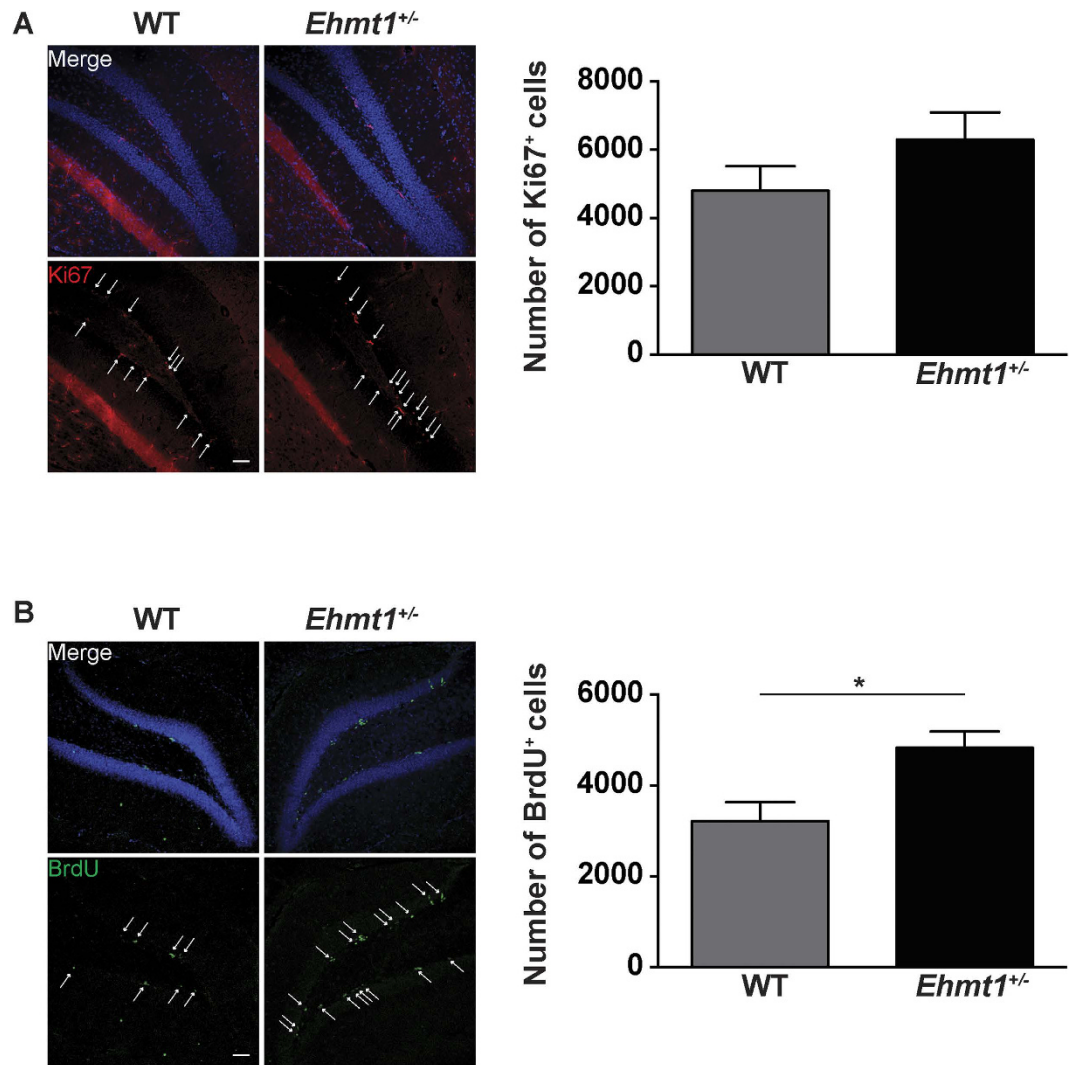 A
WT
Ehmt1+/-
Merge
Ki67
Number of Ki67+ cells
8000
6000
4000
2000
0
WT
Ehmt1+/-
B
WT
Ehmt1+/-
Merge
BrdU
Number of BrdU+ cells
6000
4000
2000
0
*
WT
Ehmt1+/-